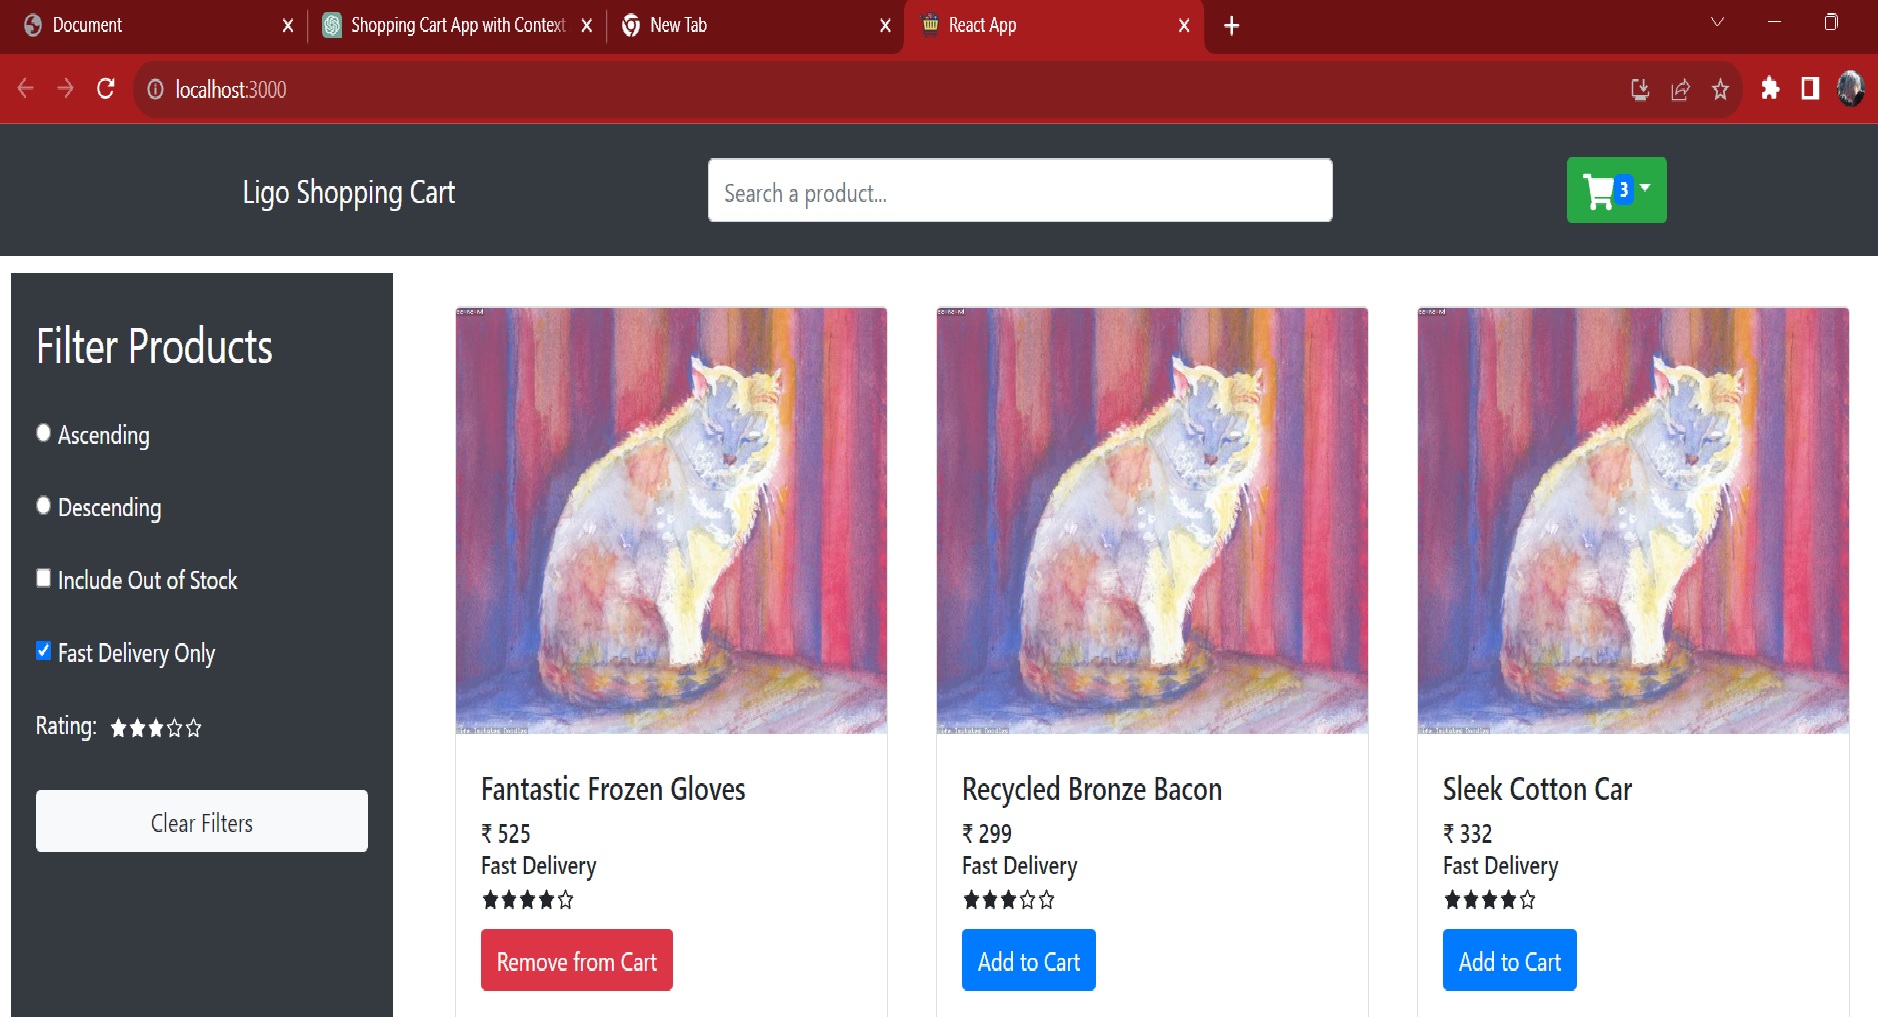 Document
Shopping Cart App with Context
New Tab
React App
localhost:3000
Ligo Shopping Cart
Search a product...
3
Filter Products
Ascending
Descending
Include Out of Stock
Fast Delivery Only
Rating:
Clear Filters
Fantastic Frozen Gloves
₹ 525
Fast Delivery
Remove from Cart
Recycled Bronze Bacon
₹ 299
Fast Delivery
Add to Cart
Sleek Cotton Car
₹ 332
Fast Delivery
Add to Cart